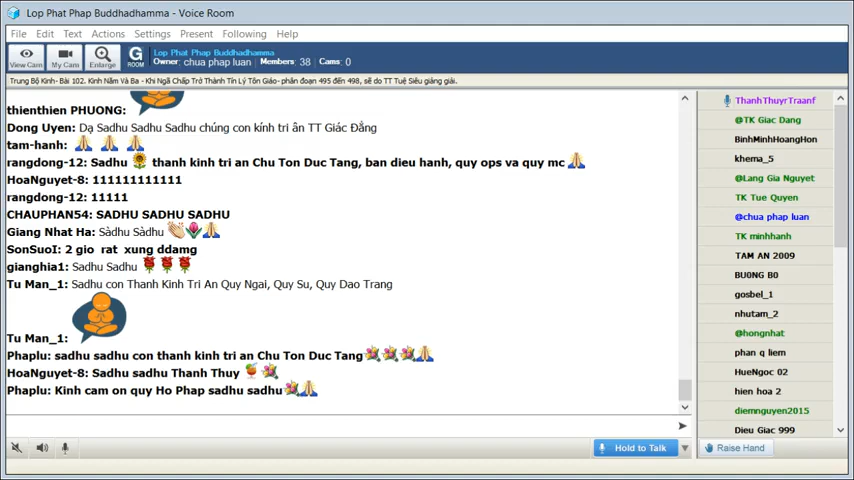 Lop Phat Phap Buddhadhamma - Voice Room
File Edit Text Actions Settings Present Following Help
View Cam
My Cam
Enlarge
G ROOM
Lop Phat Phap Buddhadhamma
Owner: chua phap luan Members: 38 Cams: 0
Trung Bộ Kinh- Bài 102. Kinh Năm Và Ba - Khi Ngã Chấp Trở Thành Tín Lý Tôn Giáo- phân đoạn 495 đến 498, sẽ do TT Tuệ Siêu giảng giải.
thienthien PHUONG:
Dong Uyen: Dạ Sadhu Sadhu Sadhu chúng con kính tri ân TT Giác Đẳng
tam-hanh:
rangdong-12: Sadhu thanh kinh tri an Chu Ton Duc Tang, ban dieu hanh, quy ops va quy mc
HoaNguyet-8: 111111111111
rangdong-12: 11111
CHAUPHAN54: SADHU SADHU SADHU
Giang Nhat Ha: Sàdhu Sàdhu
SonSuoI: 2 gio rat xung ddamg
gianghia1: Sadhu Sadhu
Tu Man_1: Sadhu con Thanh Kinh Tri An Quy Ngai, Quy Su, Quy Dao Trang
Tu Man_1:
Phaplu: sadhu sadhu con thanh kinh tri an Chu Ton Duc Tang
HoaNguyet-8: Sadhu sadhu Thanh Thuy
Phaplu: Kinh cam on quy Ho Phap sadhu sadhu
ThanhThuyrTraanf
@TK Giac Dang
BinhMinhHoangHon
khema_5
@Lang Gia Nguyet
TK Tue Quyen
@chua phap luan
TK minhhanh
TAM AN 2009
BU0NG B0
gosbel_1
nhutam_2
@hongnhat
phan q liem
HueNgoc 02
hien hoa 2
diemnguyen2015
Dieu Giac 999
Hold to Talk
Raise Hand